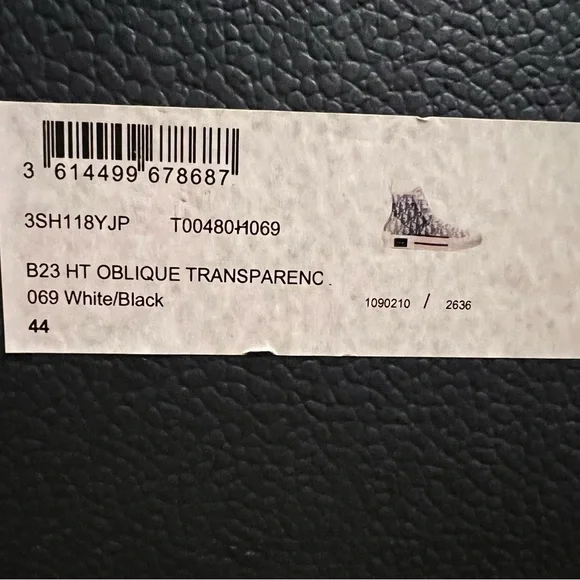 3 614499 678687
3SH118YJP T00480H069
B23 HT OBLIQUE TRANSPARENC .
069 White/Black
1090210 / 2636
44